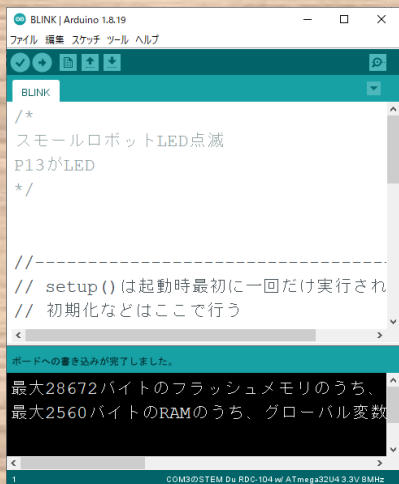 BLINK | Arduino 1.8.19
ファイル 編集 スケッチ ツール ヘルプ
BLINK
/*
スモールロボットLED点滅
P13がLED
*/
//-----------------------------------
// setup()は起動時最初に一回だけ実行され
// 初期化などはここで行う
ボードへの書き込みが完了しました。
最大28672バイトのフラッシュメモリのうち、
最大2560バイトのRAMのうち、グローバル変数
1 COM3のSTEM Du RDC-104 w/ ATmega32U4 3.3V 8MHz